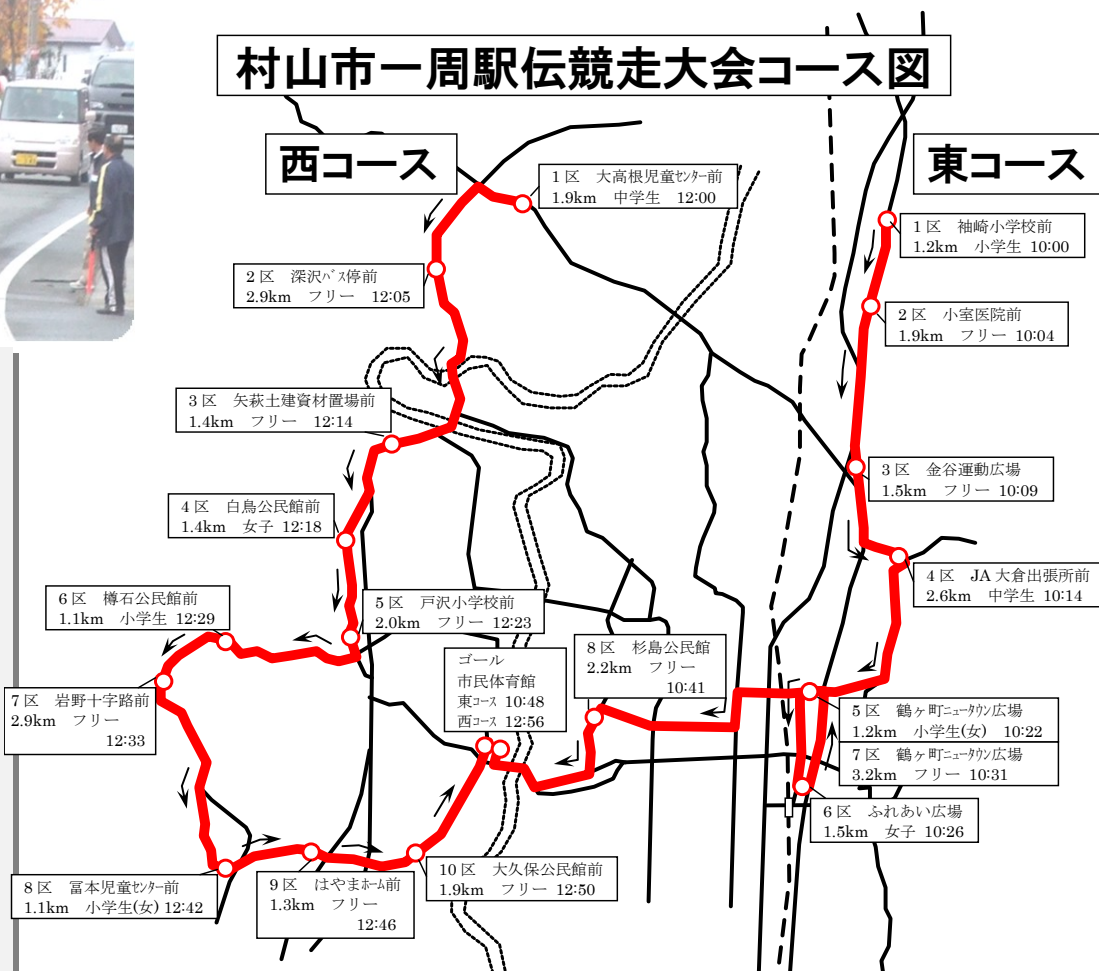 村山市一周駅伝競走大会コース図
西コース
1区 大高根児童ｾﾝﾀｰ前
1.9km 中学生 12:00
2区 深沢ﾊﾞｽ停前
2.9km フリー 12:05
3区 矢萩土建資材置場前
1.4km フリー 12:14
4区 白鳥公民館前
1.4km 女子 12:18
5区 戸沢小学校前
2.0km フリー 12:23
6区 樽石公民館前
1.1km 小学生 12:29
7区 岩野十字路前
2.9km フリー
12:33
8区 冨本児童ｾﾝﾀｰ前
1.1km 小学生(女) 12:42
9区 はやまﾎｰﾑ前
1.3km フリー
12:46
10区 大久保公民館前
1.9km フリー 12:50
ゴール
市民体育館
東ｺｰｽ 10:48
西ｺｰｽ 12:56
東コース
1区 袖崎小学校前
1.2km 小学生 10:00
2区 小室医院前
1.9km フリー 10:04
3区 金谷運動広場
1.5km フリー 10:09
4区 JA大倉出張所前
2.6km 中学生 10:14
5区 鶴ヶ町ﾆｭｰﾀｳﾝ広場
1.2km 小学生(女) 10:22
6区 ふれあい広場
1.5km 女子 10:26
7区 鶴ヶ町ﾆｭｰﾀｳﾝ広場
3.2km フリー 10:31
8区 杉島公民館
2.2km フリー
10:41